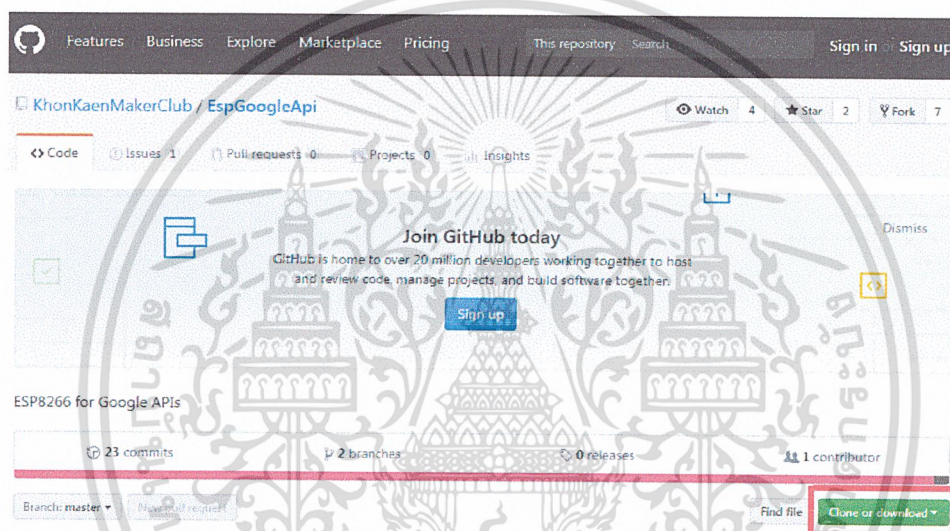 Features Business Explore Marketplace Pricing This repository Search Sign in or Sign up
KhonKaenMakerClub / EspGoogleApi Watch 4 Star 2 Fork 7
Code Issues 1 Pull requests 0 Projects 0 Insights
Join GitHub today
Dismiss
GitHub is home to over 20 million developers working together to host
and review code, manage projects, and build software together.
Sign up
ESP8266 for Google APIs
23 commits 2 branches 0 releases 1 contributor
Branch: master New pull request Find file Clone or download